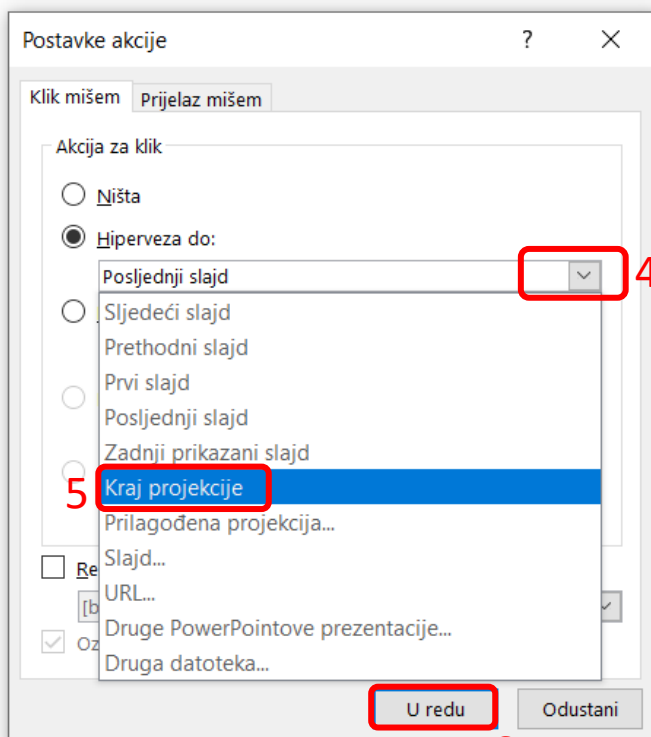 Postavke akcije ? ×
Klik mišem Prijelaz mišem
Akcija za klik
Ništa
Hiperveza do:
Posljednji slajd 4
Sljedeći slajd
Prethodni slajd
Prvi slajd
Posljednji slajd
Zadnji prikazani slajd
5 Kraj projekcije
Prilagođena projekcija...
Slajd...
Re
URL...
[b
Druge PowerPointove prezentacije...
Oz
Druga datoteka...
U redu Odustani